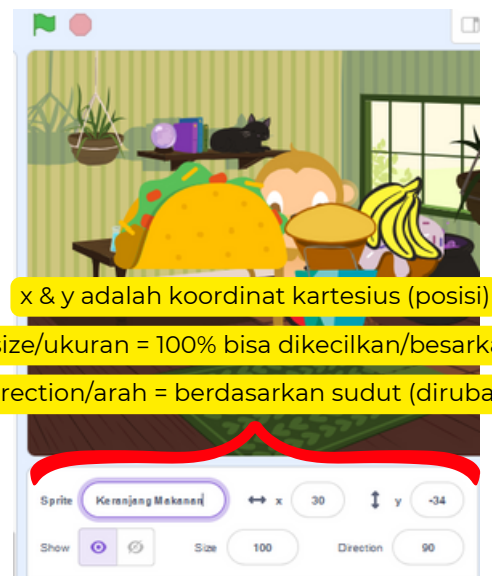 x & y adalah koordinat kartesius (posisi)
size/ukuran = 100% bisa dikecilkan/besarka
rection/arah = berdasarkan sudut (diruba
Sprite Keranjang Makanan x 30 y -34
Show Size 100 Direction 90